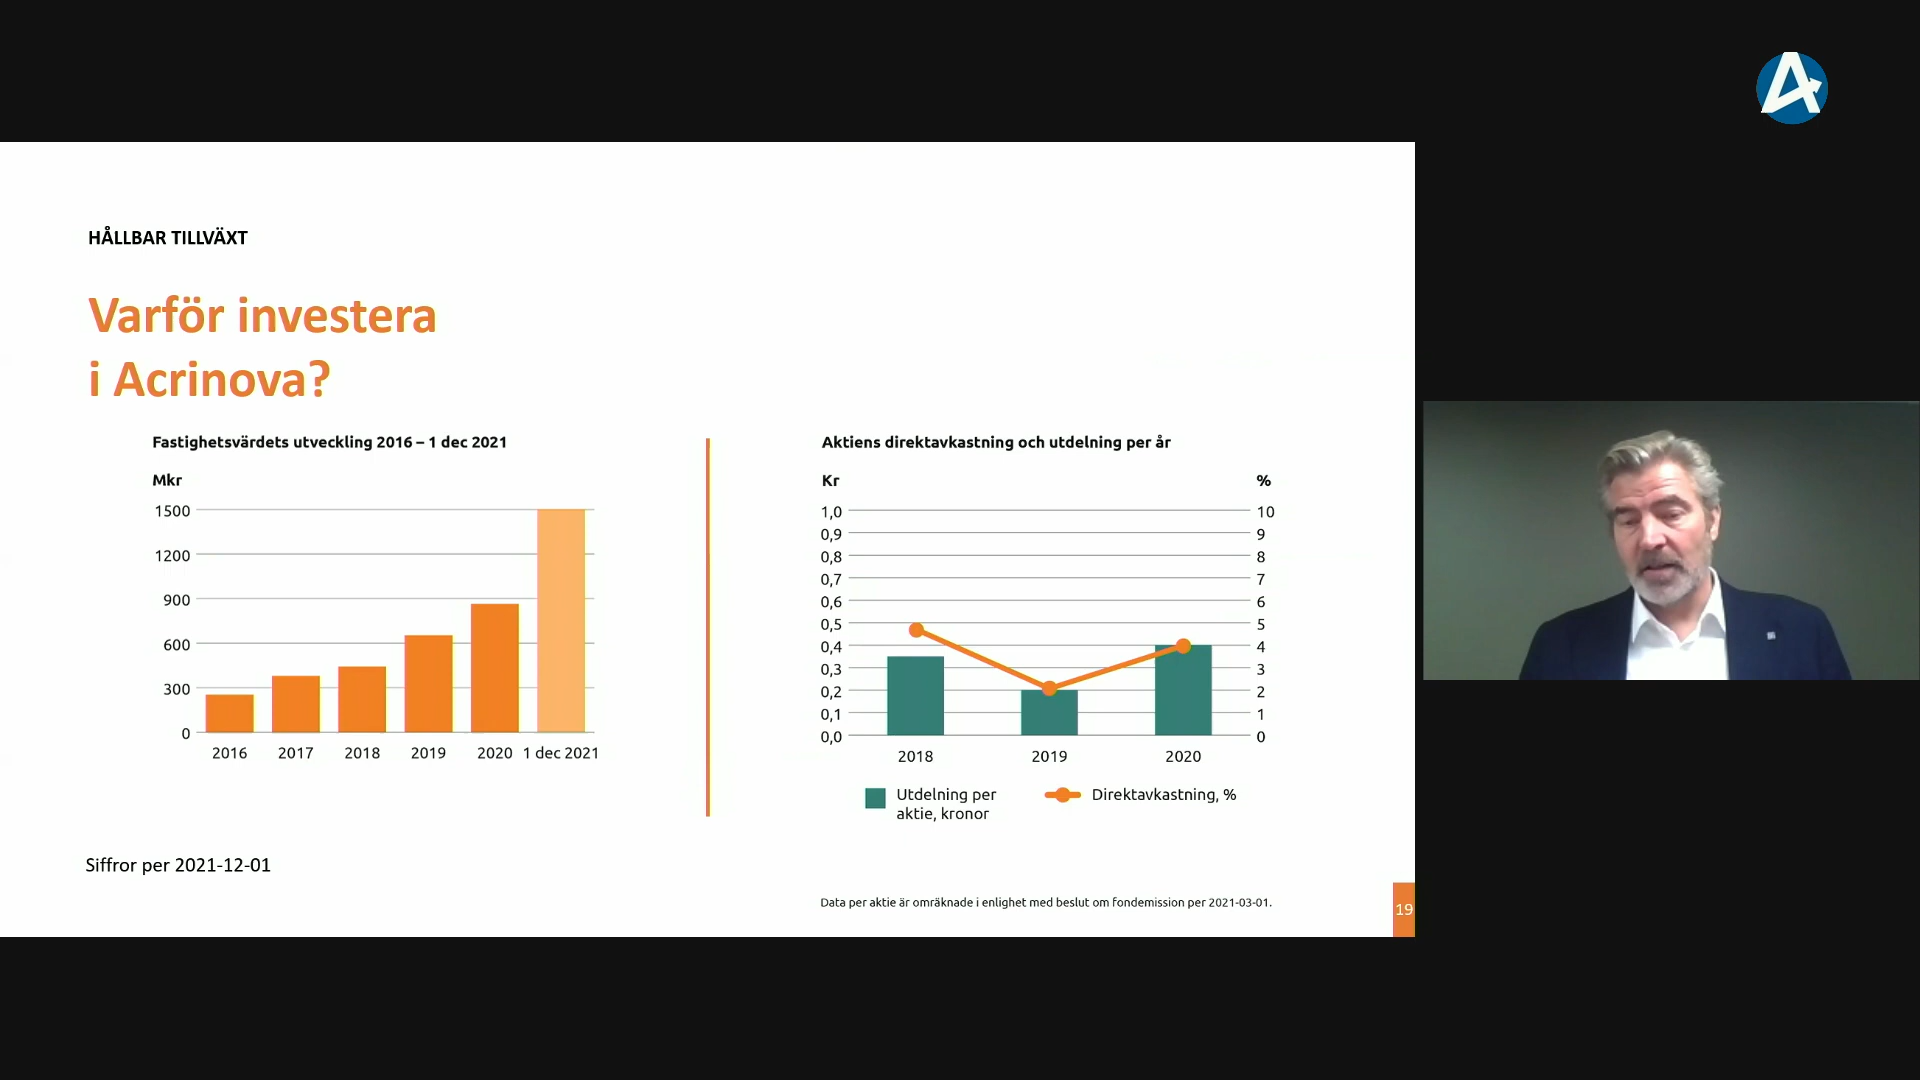 HÅLLBAR TILLVÄXT
Varför investera
i Acrinova?
Fastighetsvärdets utveckling 2016 – 1 dec 2021
Mkr
1500
1200
900
600
300
0
2016 2017 2018 2019 2020 1 dec 2021
Siffror per 2021-12-01
Aktiens direktavkastning och utdelning per år
Kr %
1,0 10
0,9 9
0,8 8
0,7 7
0,6 6
0,5 5
0,4 4
0,3 3
0,2 2
0,1 1
0,0 0
2018 2019 2020
Utdelning per
aktie, kronor
Direktavkastning, %
Data per aktie är omräknade i enlighet med beslut om fondemission per 2021-03-01.
19